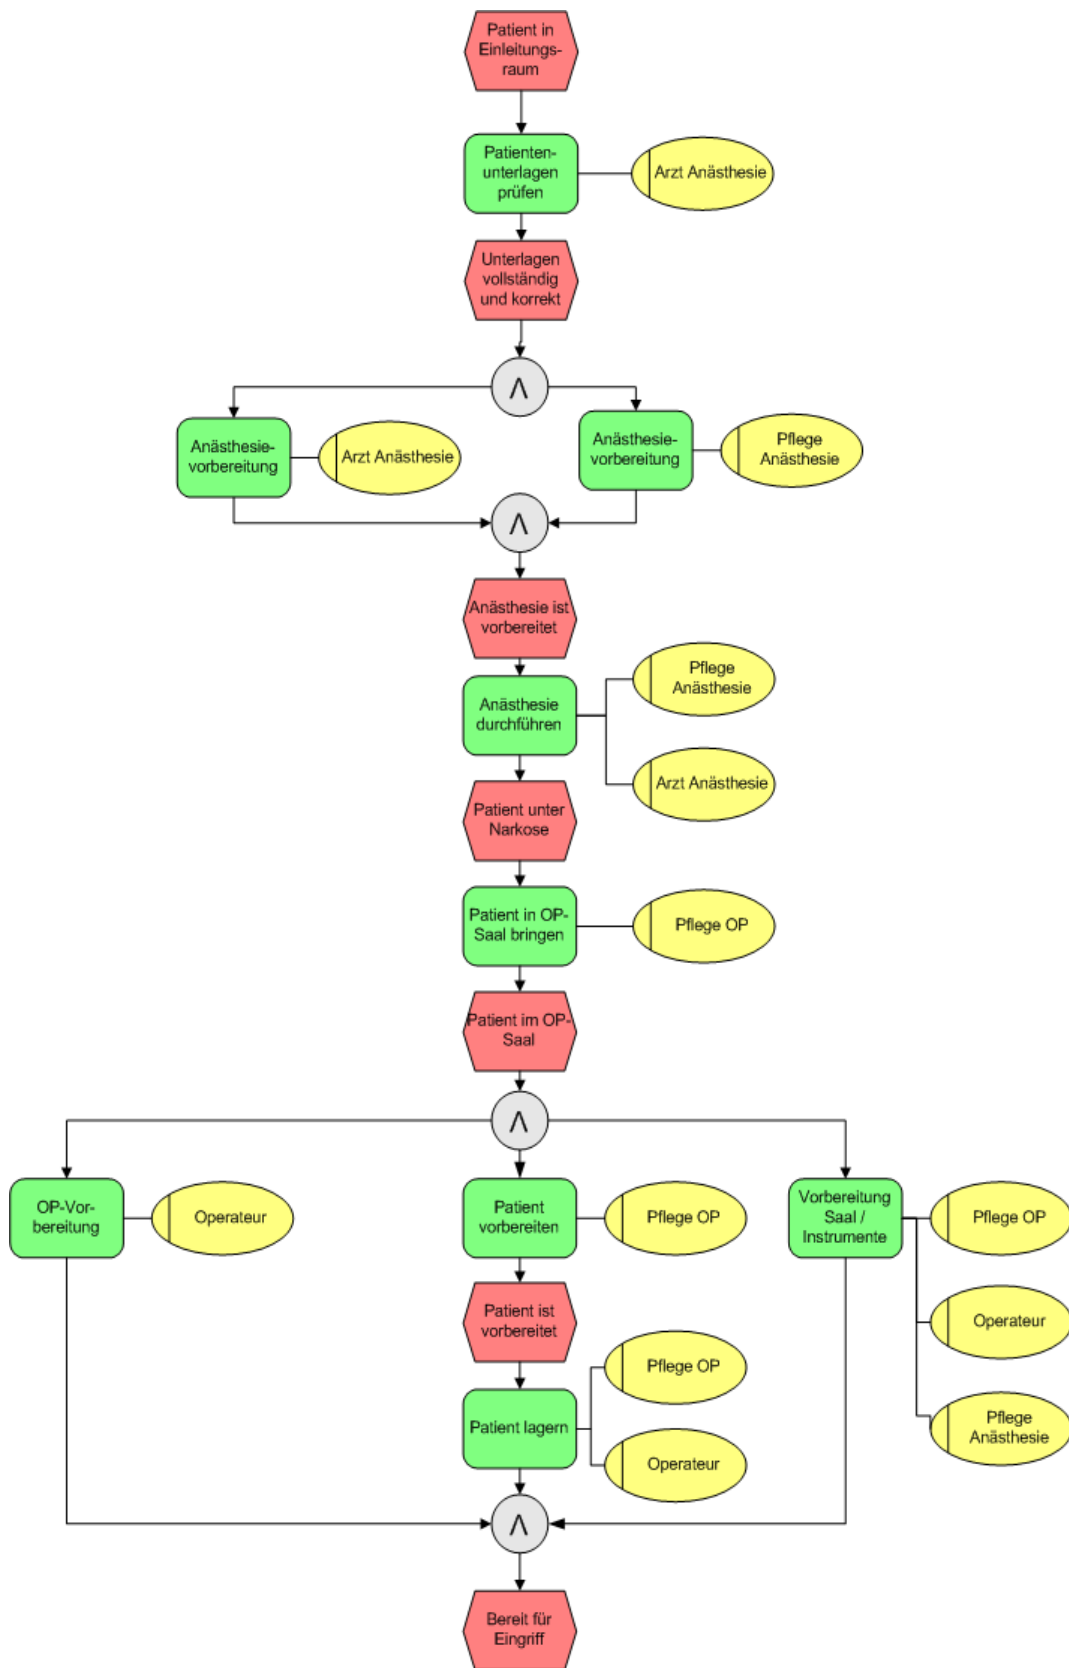 Patient in
Einleitungs-
raum
Patienten-
unterlagen
prüfen
Arzt Anästhesie
Unterlagen
vollständig
und korrekt
Λ
Anästhesie-
vorbereitung
Arzt Anästhesie
Anästhesie-
vorbereitung
Pflege
Anästhesie
Λ
Anästhesie ist
vorbereitet
Anästhesie
durchführen
Pflege
Anästhesie
Arzt Anästhesie
Patient unter
Narkose
Patient in OP-
Saal bringen
Pflege OP
Patient im OP-
Saal
Λ
OP-Vor-
bereitung
Operateur
Patient
vorbereiten
Pflege OP
Vorbereitung
Saal /
Instrumente
Pflege OP
Operateur
Pflege
Anästhesie
Patient ist
vorbereitet
Patient lagern
Pflege OP
Operateur
Λ
Bereit für
Eingriff